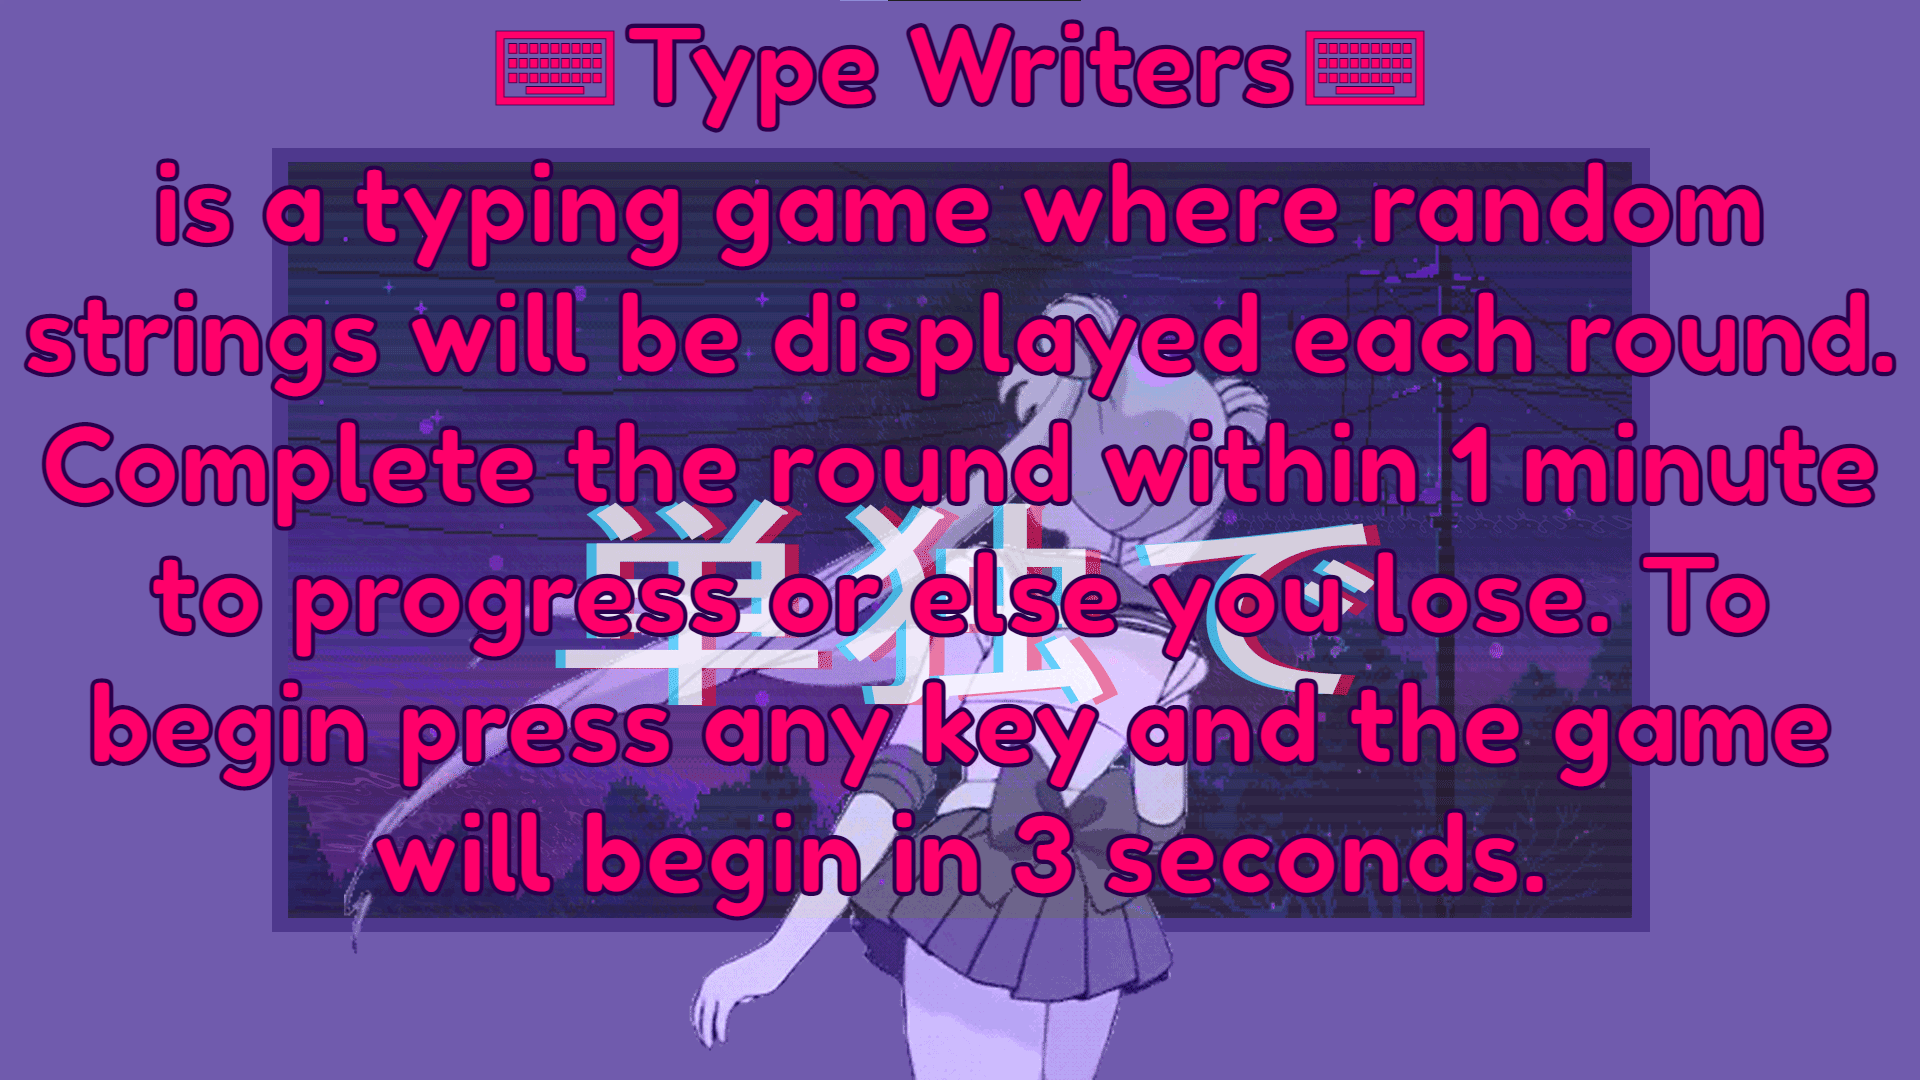 Type Writers
is a typing game where random
strings will be displayed each round.
Complete the round within 1 minute
to progress or else you lose. To
begin press any key and the game
will begin in 3 seconds.
単独で